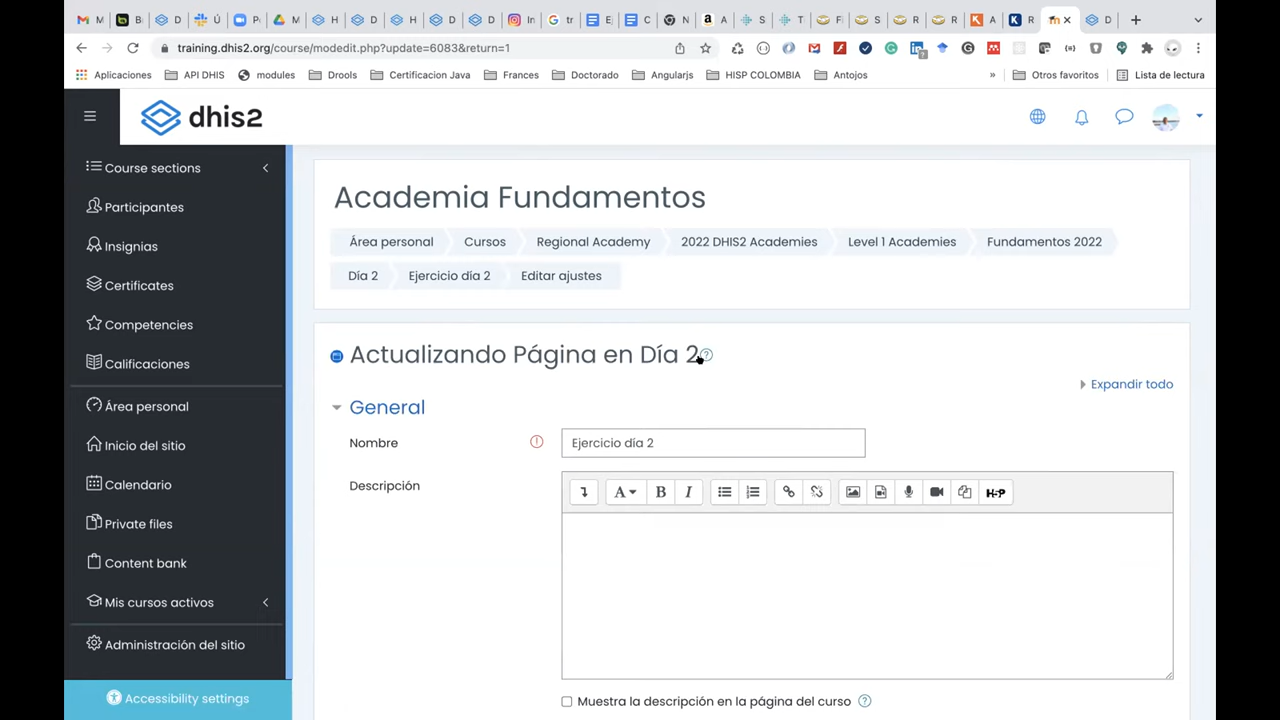 M
B
D
Ú
P
M
H
D
H
D
D
In
tr
E
C
N
A
S
T
F
S
R
R
A
R
D
training.dhis2.org/course/modedit.php?update=6083&return=1
Aplicaciones API DHIS modules Drools Certificacion Java Frances Doctorado Angularjs HISP COLOMBIA Antojos » Otros favoritos Lista de lectura
dhis2
Course sections
Participantes
Insignias
Certificates
Competencies
Calificaciones
Área personal
Inicio del sitio
Calendario
Private files
Content bank
Mis cursos activos
Administración del sitio
Accessibility settings
Academia Fundamentos
Área personal Cursos Regional Academy 2022 DHIS2 Academies Level 1 Academies Fundamentos 2022
Día 2 Ejercicio día 2 Editar ajustes
Actualizando Página en Día 2
Expandir todo
General
Nombre Ejercicio día 2
Descripción
A B I H-P
Muestra la descripción en la página del curso